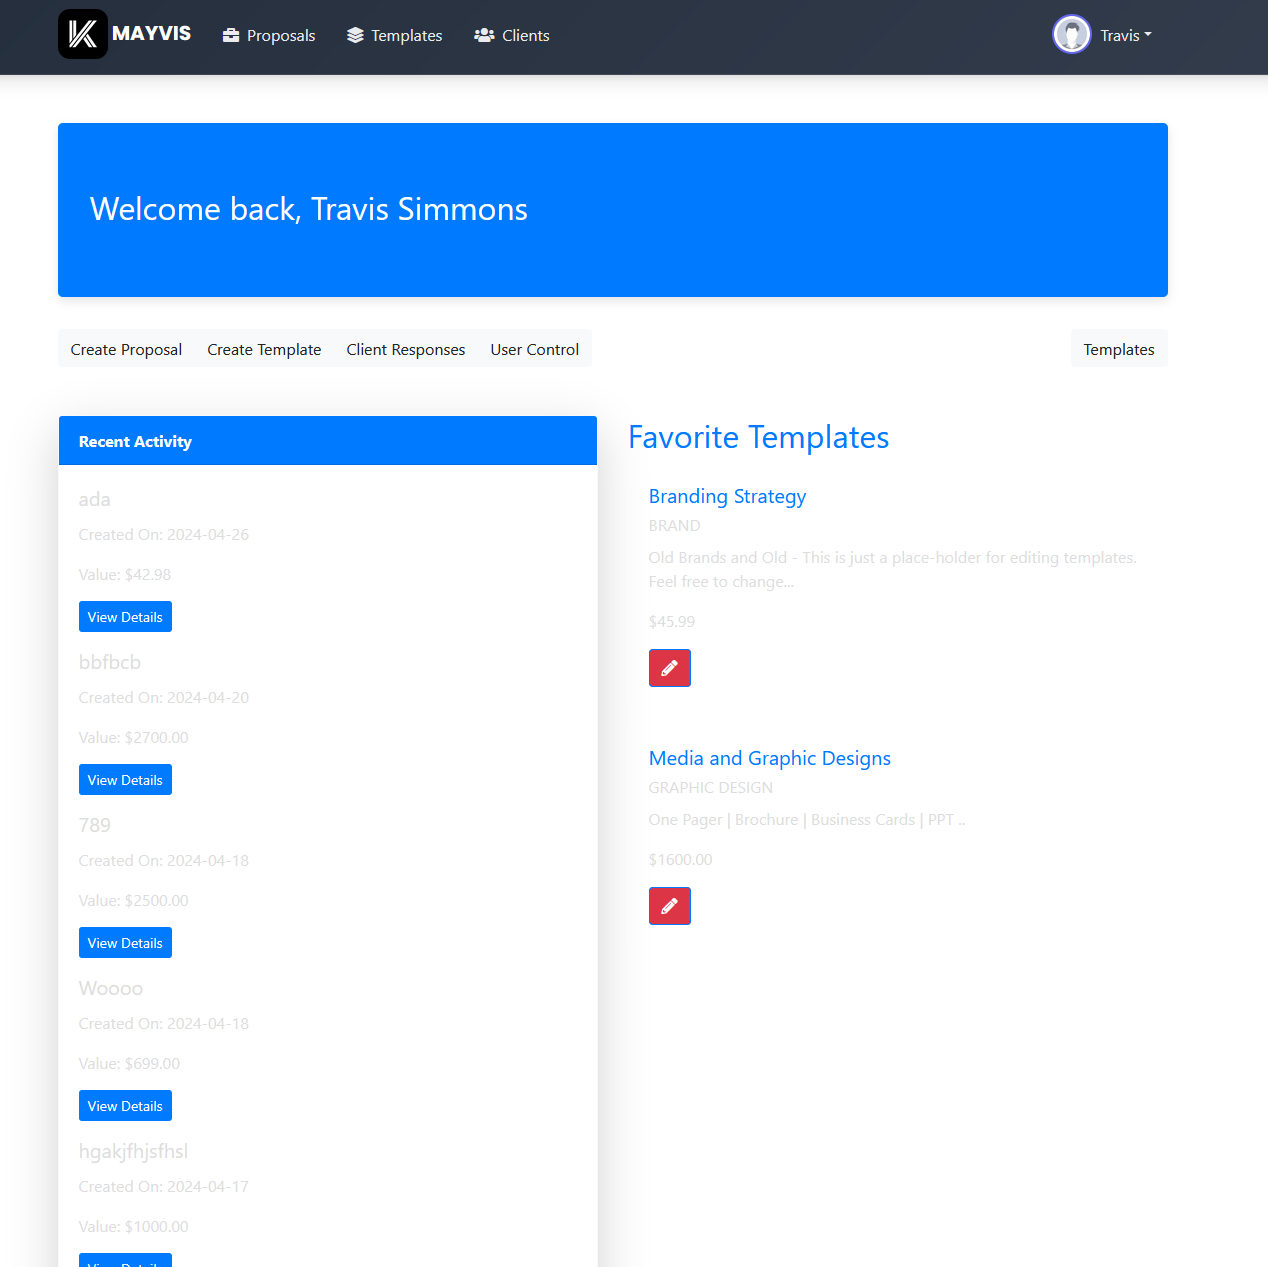 MAYVIS
Proposals
Templates
Clients
Travis
Welcome back, Travis Simmons
Create Proposal
Create Template
Client Responses
User Control
Templates
Recent Activity
ada
Created On: 2024-04-26
Value: $42.98
View Details
bbfbcb
Created On: 2024-04-20
Value: $2700.00
View Details
789
Created On: 2024-04-18
Value: $2500.00
View Details
Woooo
Created On: 2024-04-18
Value: $699.00
View Details
hgakjfhjsfhsl
Created On: 2024-04-17
Value: $1000.00
View Details
Favorite Templates
Branding Strategy
BRAND
Old Brands and Old - This is just a place-holder for editing templates.
Feel free to change...
$45.99
Media and Graphic Designs
GRAPHIC DESIGN
One Pager | Brochure | Business Cards | PPT ..
$1600.00